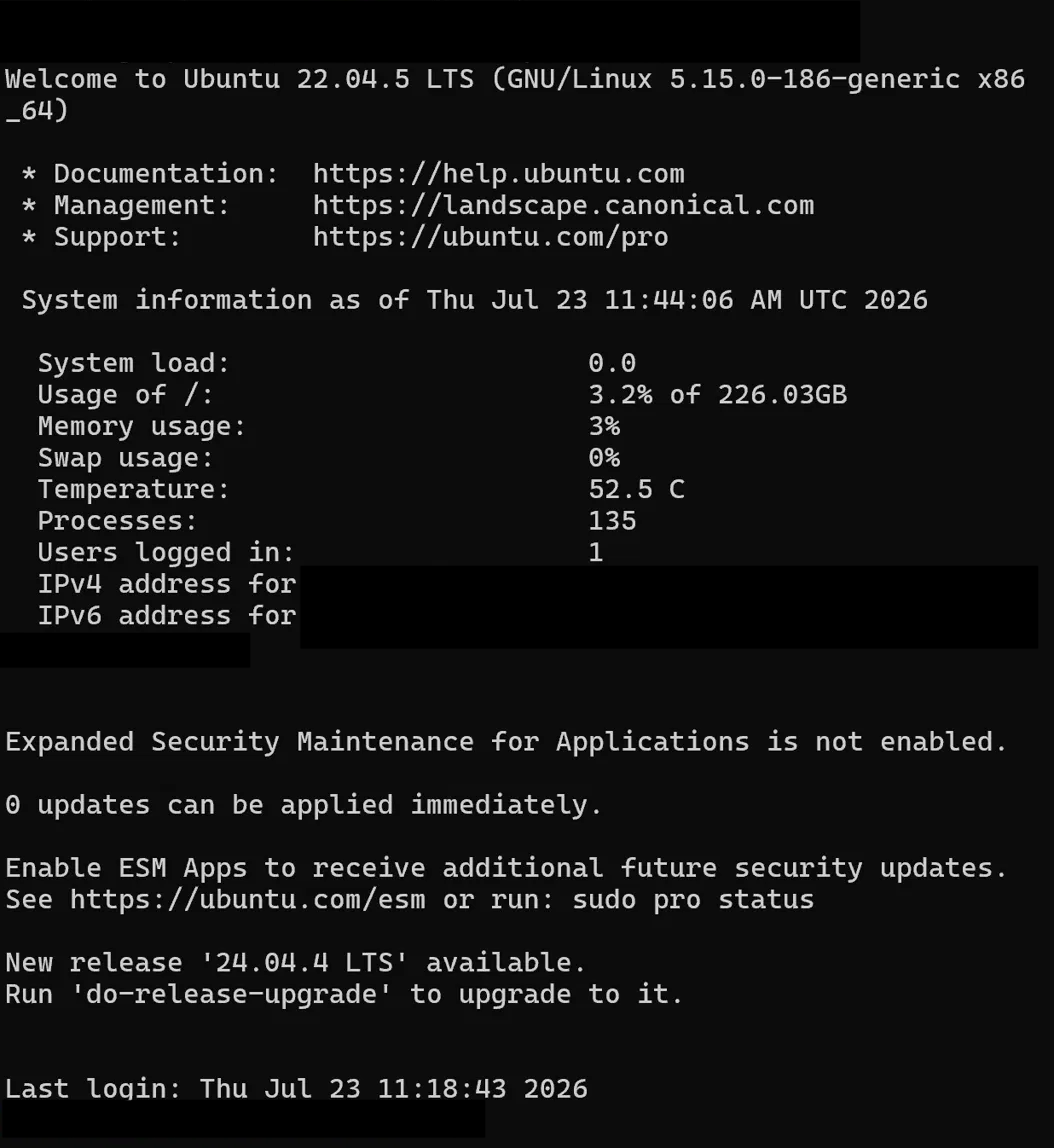 Welcome to Ubuntu 22.04.5 LTS (GNU/Linux 5.15.0-186-generic x86
_64)
* Documentation: https://help.ubuntu.com
* Management: https://landscape.canonical.com
* Support: https://ubuntu.com/pro
System information as of Thu Jul 23 11:44:06 AM UTC 2026
System load: 0.0
Usage of /: 3.2% of 226.03GB
Memory usage: 3%
Swap usage: 0%
Temperature: 52.5 C
Processes: 135
Users logged in: 1
IPv4 address for
IPv6 address for
Expanded Security Maintenance for Applications is not enabled.
0 updates can be applied immediately.
Enable ESM Apps to receive additional future security updates.
See https://ubuntu.com/esm or run: sudo pro status
New release '24.04.4 LTS' available.
Run 'do-release-upgrade' to upgrade to it.
Last login: Thu Jul 23 11:18:43 2026